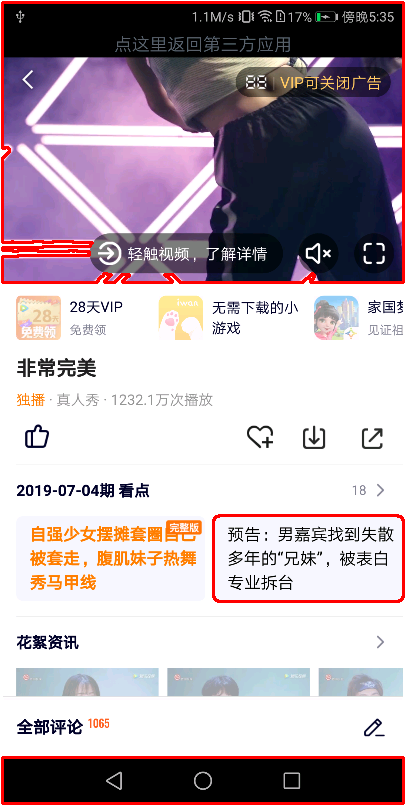 1.1M/s 17% 傍晚5:35
点这里返回第三方应用
VIP可关闭广告
轻触视频，了解详情
28天VIP
免费领
无需下载的小
游戏
家国梦
见证祖
28天
免费领
非常完美
独播 · 真人秀 · 1232.1万次播放
2019-07-04期 看点
18
自强少女摆摊套圈自己
被套走，腹肌妹子热舞
秀马甲线
完整版
预告：男嘉宾找到失散
多年的“兄妹”，被表白
专业拆台
花絮资讯
全部评论 1065